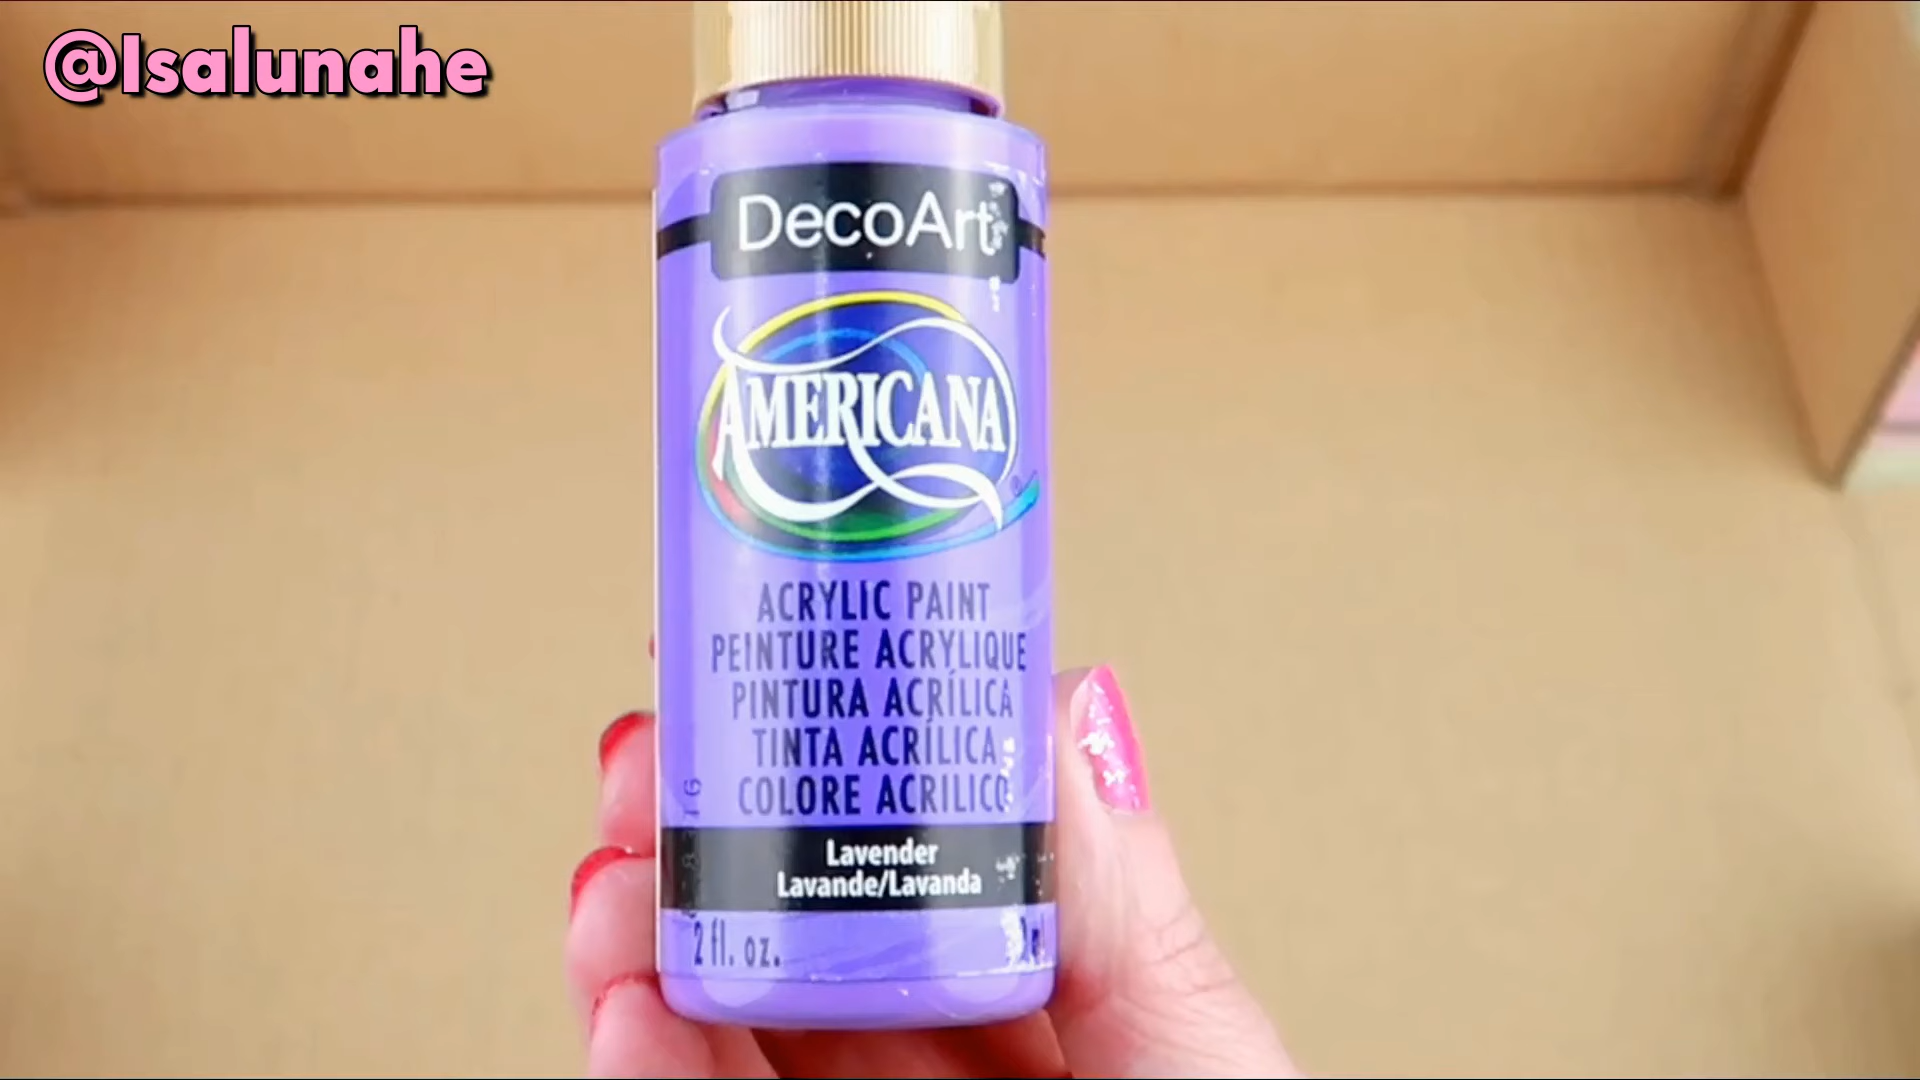 @Isalunahe
DecoArt
AMERICANA
ACRYLIC PAINT
PEINTURE ACRYLIQUE
PINTURA ACRÍLICA
TINTA ACRÍLICA
COLORE ACRILICO
Lavender
Lavande/Lavanda
2 fl. oz.